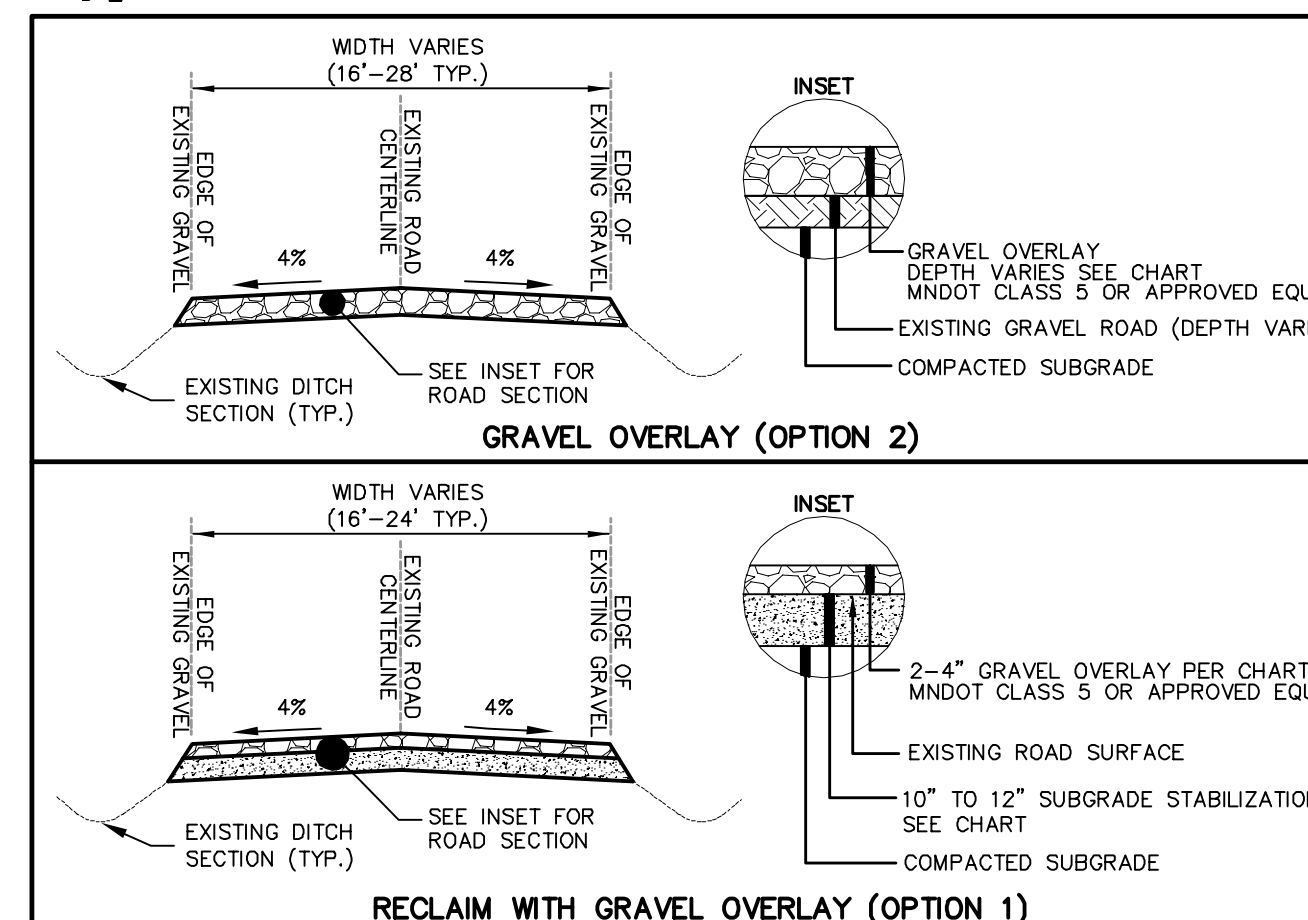 WIDTH VARIES
(16'-28' TYP.)
EDGE OF
EXISTING GRAVEL
EXISTING ROAD
CENTERLINE
EDGE OF
EXISTING GRAVEL
4%
4%
EXISTING DITCH
SECTION (TYP.)
SEE INSET FOR
ROAD SECTION
INSET
GRAVEL OVERLAY
DEPTH VARIES SEE CHART
MNDOT CLASS 5 OR APPROVED EQU
EXISTING GRAVEL ROAD (DEPTH VARI
COMPACTED SUBGRADE
GRAVEL OVERLAY (OPTION 2)
WIDTH VARIES
(16'-24' TYP.)
EDGE OF
EXISTING GRAVEL
EXISTING ROAD
CENTERLINE
EDGE OF
EXISTING GRAVEL
4%
4%
EXISTING DITCH
SECTION (TYP.)
SEE INSET FOR
ROAD SECTION
INSET
2-4" GRAVEL OVERLAY PER CHART
MNDOT CLASS 5 OR APPROVED EQU
EXISTING ROAD SURFACE
10" TO 12" SUBGRADE STABILIZATION
SEE CHART
COMPACTED SUBGRADE
RECLAIM WITH GRAVEL OVERLAY (OPTION 1)